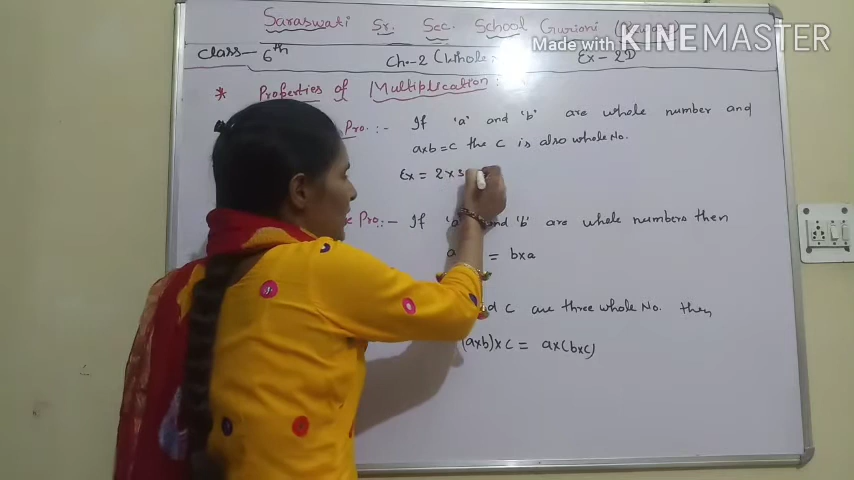 Saraswati Sr. Sec. School Gurioni
Made with KINEMASTER
Class- 6th Ch.-2 (Whole Ex- 2D
* Properties of Multiplication :
Pro. :- If 'a' and 'b' are whole number and
axb=c the c is also whole No.
Ex = 2x
Pro.:- If 'a' and 'b' are whole numbers then
a = bxa
d c are three whole No. then
(axb)xc = ax(bxc)